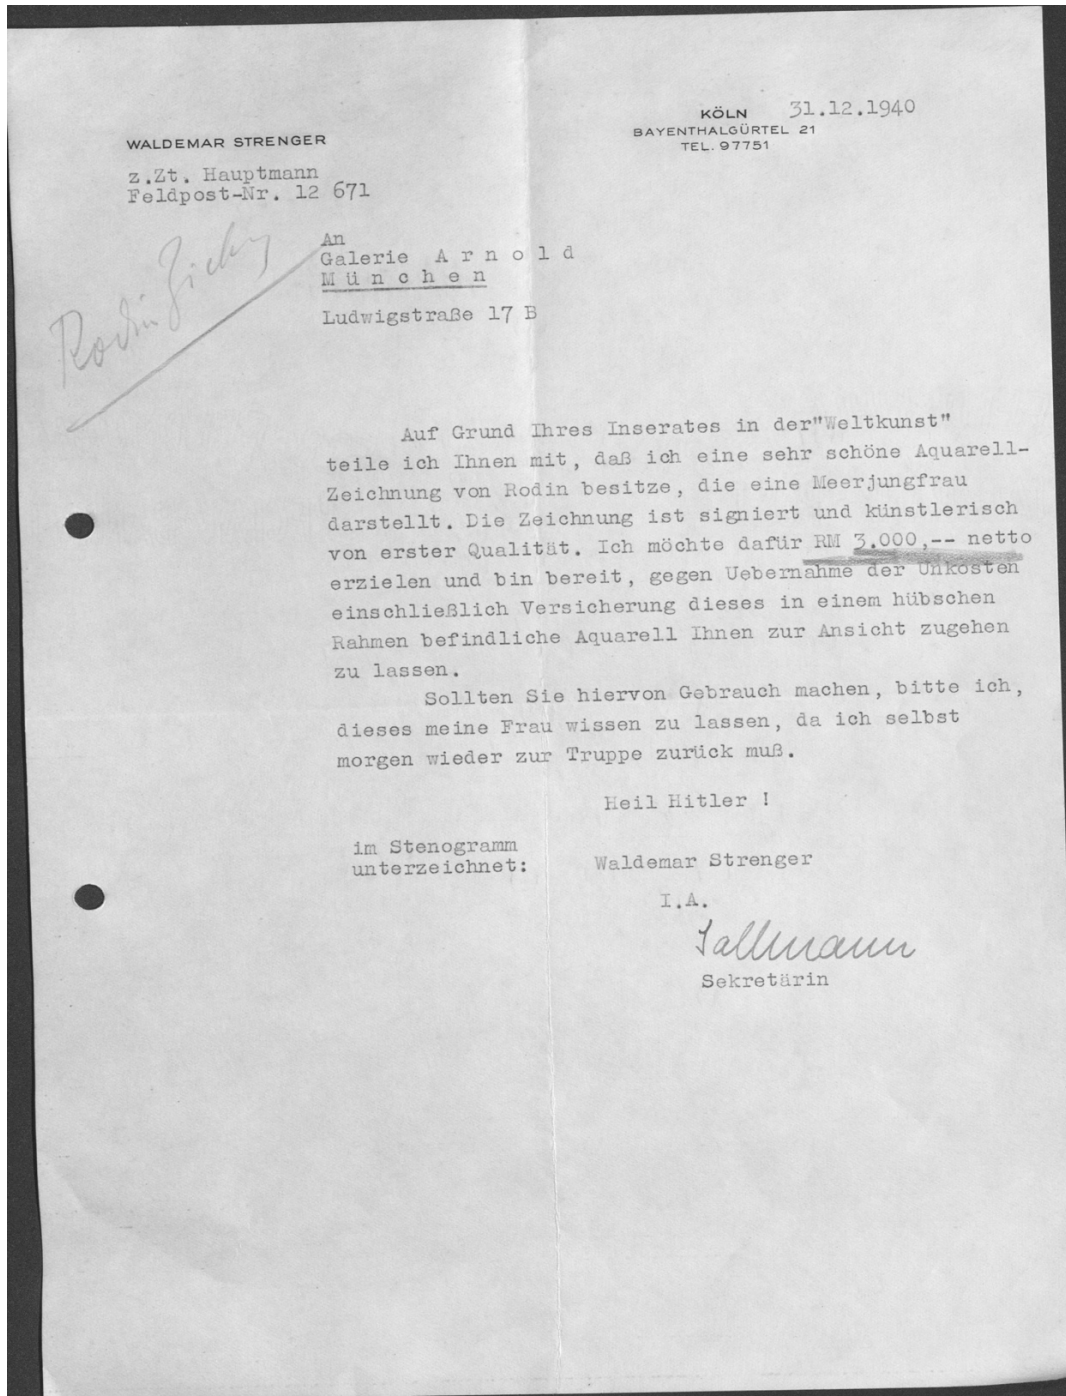 KÖLN 31.12.1940
BAYENTHALGÜRTEL 21
TEL. 97751
WALDEMAR STRENGER
z.Zt. Hauptmann
Feldpost-Nr. 12 671
Rodin
An
Galerie A r n o l d
M ü n c h e n
Ludwigstraße 17 B
Auf Grund Ihres Inserates in der"Weltkunst"
teile ich Ihnen mit, daß ich eine sehr schöne Aquarell-
Zeichnung von Rodin besitze, die eine Meerjungfrau
darstellt. Die Zeichnung ist signiert und künstlerisch
von erster Qualität. Ich möchte dafür RM 3.000,-- netto
erzielen und bin bereit, gegen Uebernahme der Unkosten
einschließlich Versicherung dieses in einem hübschen
Rahmen befindliche Aquarell Ihnen zur Ansicht zugehen
zu lassen.
Sollten Sie hiervon Gebrauch machen, bitte ich,
dieses meine Frau wissen zu lassen, da ich selbst
morgen wieder zur Truppe zurück muß.
Heil Hitler !
im Stenogramm
unterzeichnet: Waldemar Strenger
I.A.
Sallmann
Sekretärin